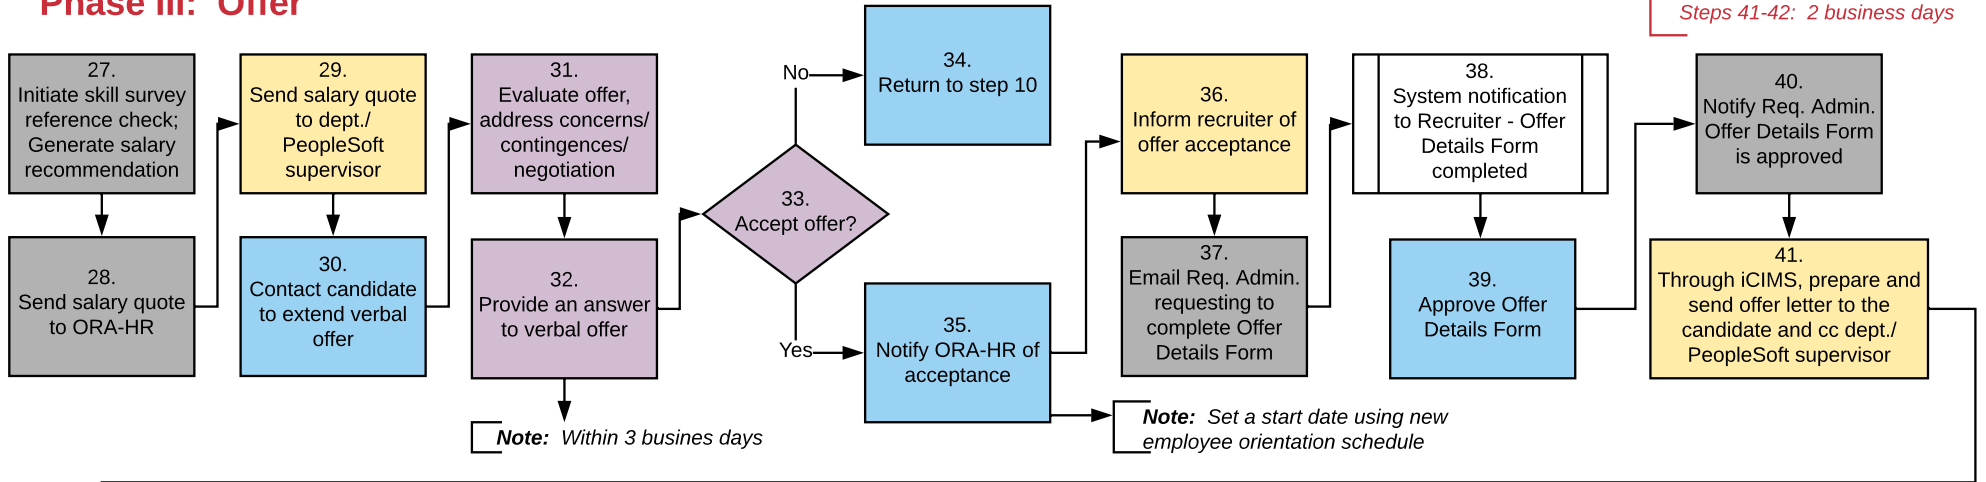 Phase III:  Offer
Steps 41-42:  2 business days
27.
Initiate skill survey
reference check;
Generate salary
recommendation
28.
Send salary quote
to ORA-HR
29.
Send salary quote
to dept./
PeopleSoft
supervisor
30.
Contact candidate
to extend verbal
offer
31.
Evaluate offer,
address concerns/
contingences/
negotiation
32.
Provide an answer
to verbal offer
Note:  Within 3 busines days
33.
Accept offer?
No
34.
Return to step 10
Yes
35.
Notify ORA-HR of
acceptance
Note:  Set a start date using new
employee orientation schedule
36.
Inform recruiter of
offer acceptance
37.
Email Req. Admin.
requesting to
complete Offer
Details Form
38.
System notification
to Recruiter - Offer
Details Form
completed
39.
Approve Offer
Details Form
40.
Notify Req. Admin.
Offer Details Form
is approved
41.
Through iCIMS, prepare and
send offer letter to the
candidate and cc dept./
PeopleSoft supervisor